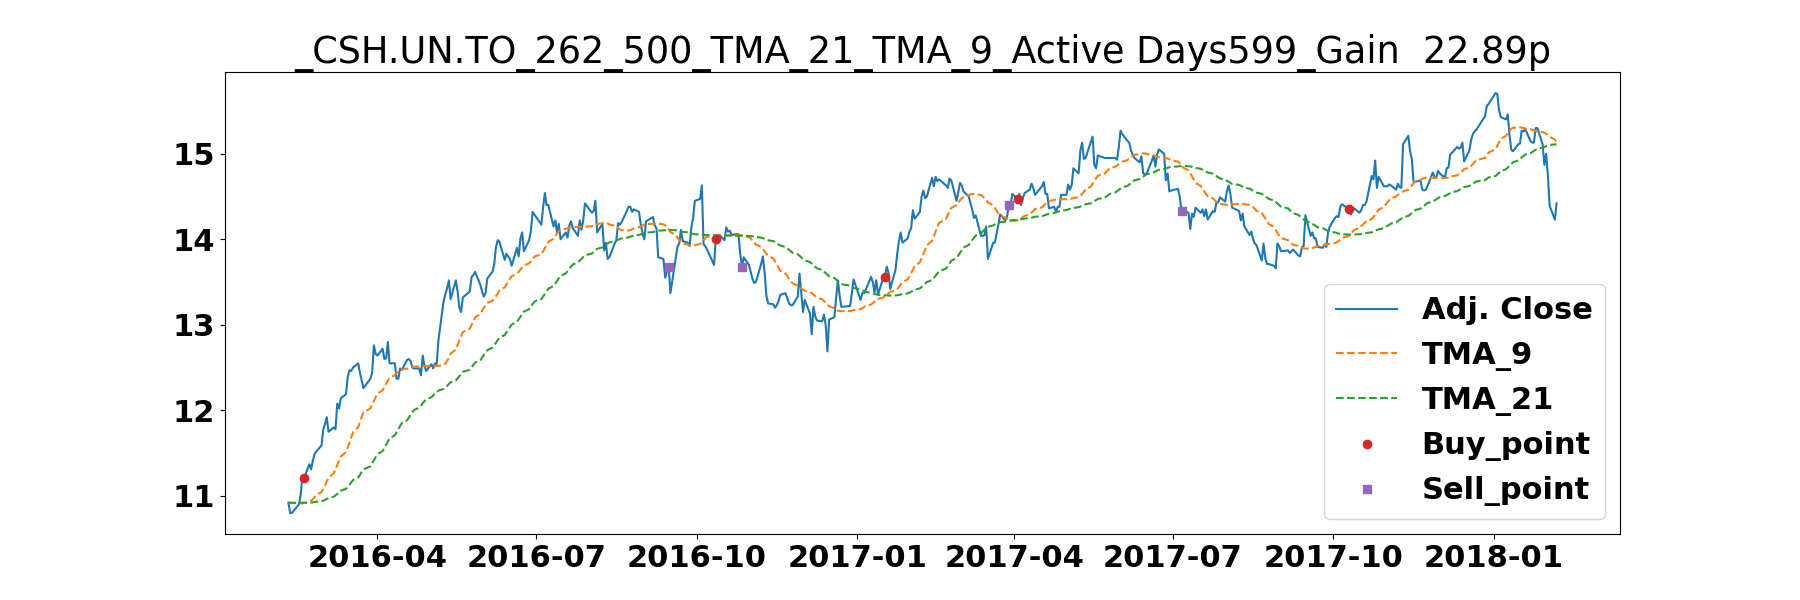 _CSH.UN.TO_262_500_TMA_21_TMA_9_Active Days599_Gain  22.89p
15
14
13
12
11
Adj. Close
TMA_9
TMA_21
Buy_point
Sell_point
2016-04 2016-07 2016-10 2017-01 2017-04 2017-07 2017-10 2018-01